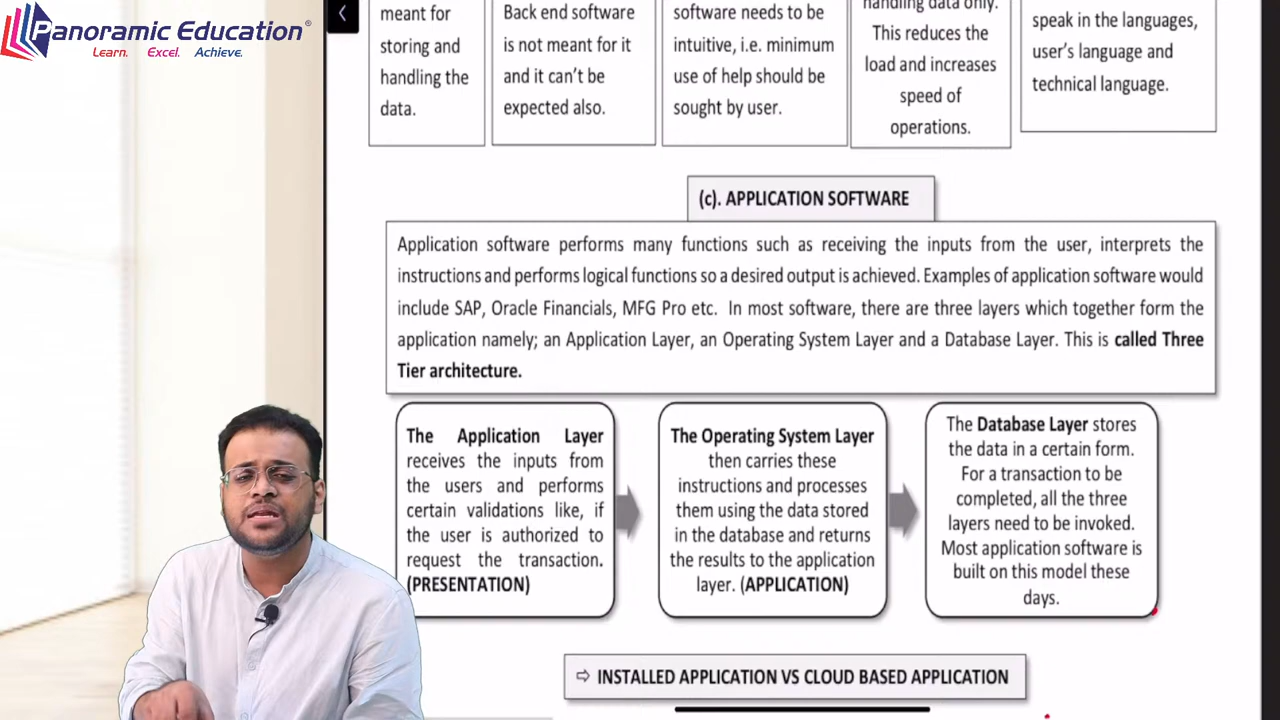 Panoramic Education®
Learn. Excel. Achieve.
meant for
storing and
handling the
data.
Back end software
is not meant for it
and it can't be
expected also.
software needs to be
intuitive, i.e. minimum
use of help should be
sought by user.
handling data only.
This reduces the
load and increases
speed of
operations.
speak in the languages,
user's language and
technical language.
(c). APPLICATION SOFTWARE
Application software performs many functions such as receiving the inputs from the user, interprets the
instructions and performs logical functions so a desired output is achieved. Examples of application software would
include SAP, Oracle Financials, MFG Pro etc. In most software, there are three layers which together form the
application namely; an Application Layer, an Operating System Layer and a Database Layer. This is called Three
Tier architecture.
The Application Layer
receives the inputs from
the users and performs
certain validations like, if
the user is authorized to
request the transaction.
(PRESENTATION)
The Operating System Layer
then carries these
instructions and processes
them using the data stored
in the database and returns
the results to the application
layer. (APPLICATION)
The Database Layer stores
the data in a certain form.
For a transaction to be
completed, all the three
layers need to be invoked.
Most application software is
built on this model these
days.
⇨ INSTALLED APPLICATION VS CLOUD BASED APPLICATION